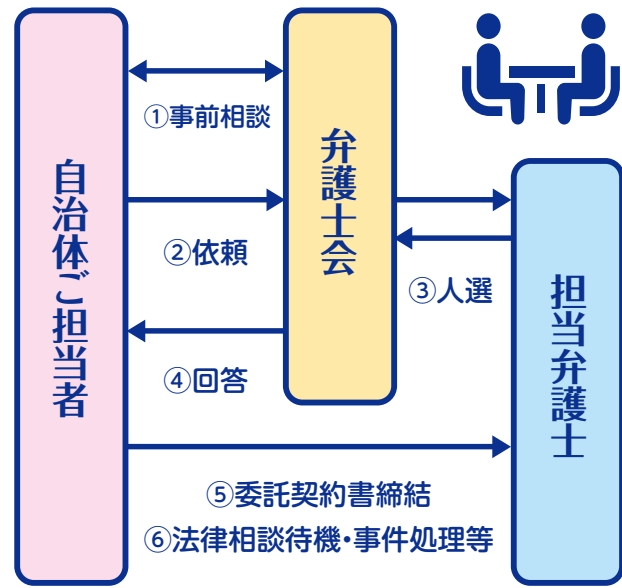 自治体ご担当者
弁護士会
担当弁護士
①事前相談
②依頼
③人選
④回答
⑤委託契約書締結
⑥法律相談待機・事件処理等